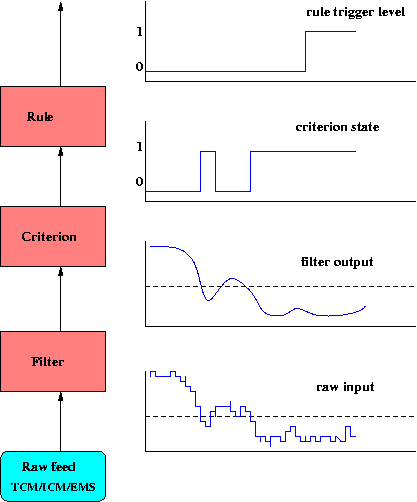 rule trigger level
1
0
Rule
criterion state
1
0
Criterion
filter output
Filter
raw input
Raw feed
TCM/ICM/EMS